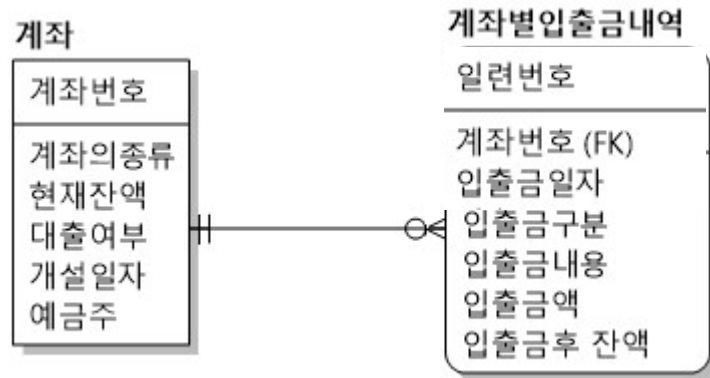 계좌
계좌번호
계좌의종류
현재잔액
대출여부
개설일자
예금주
계좌별입출금내역
일련번호
계좌번호 (FK)
입출금일자
입출금구분
입출금내용
입출금액
입출금후 잔액